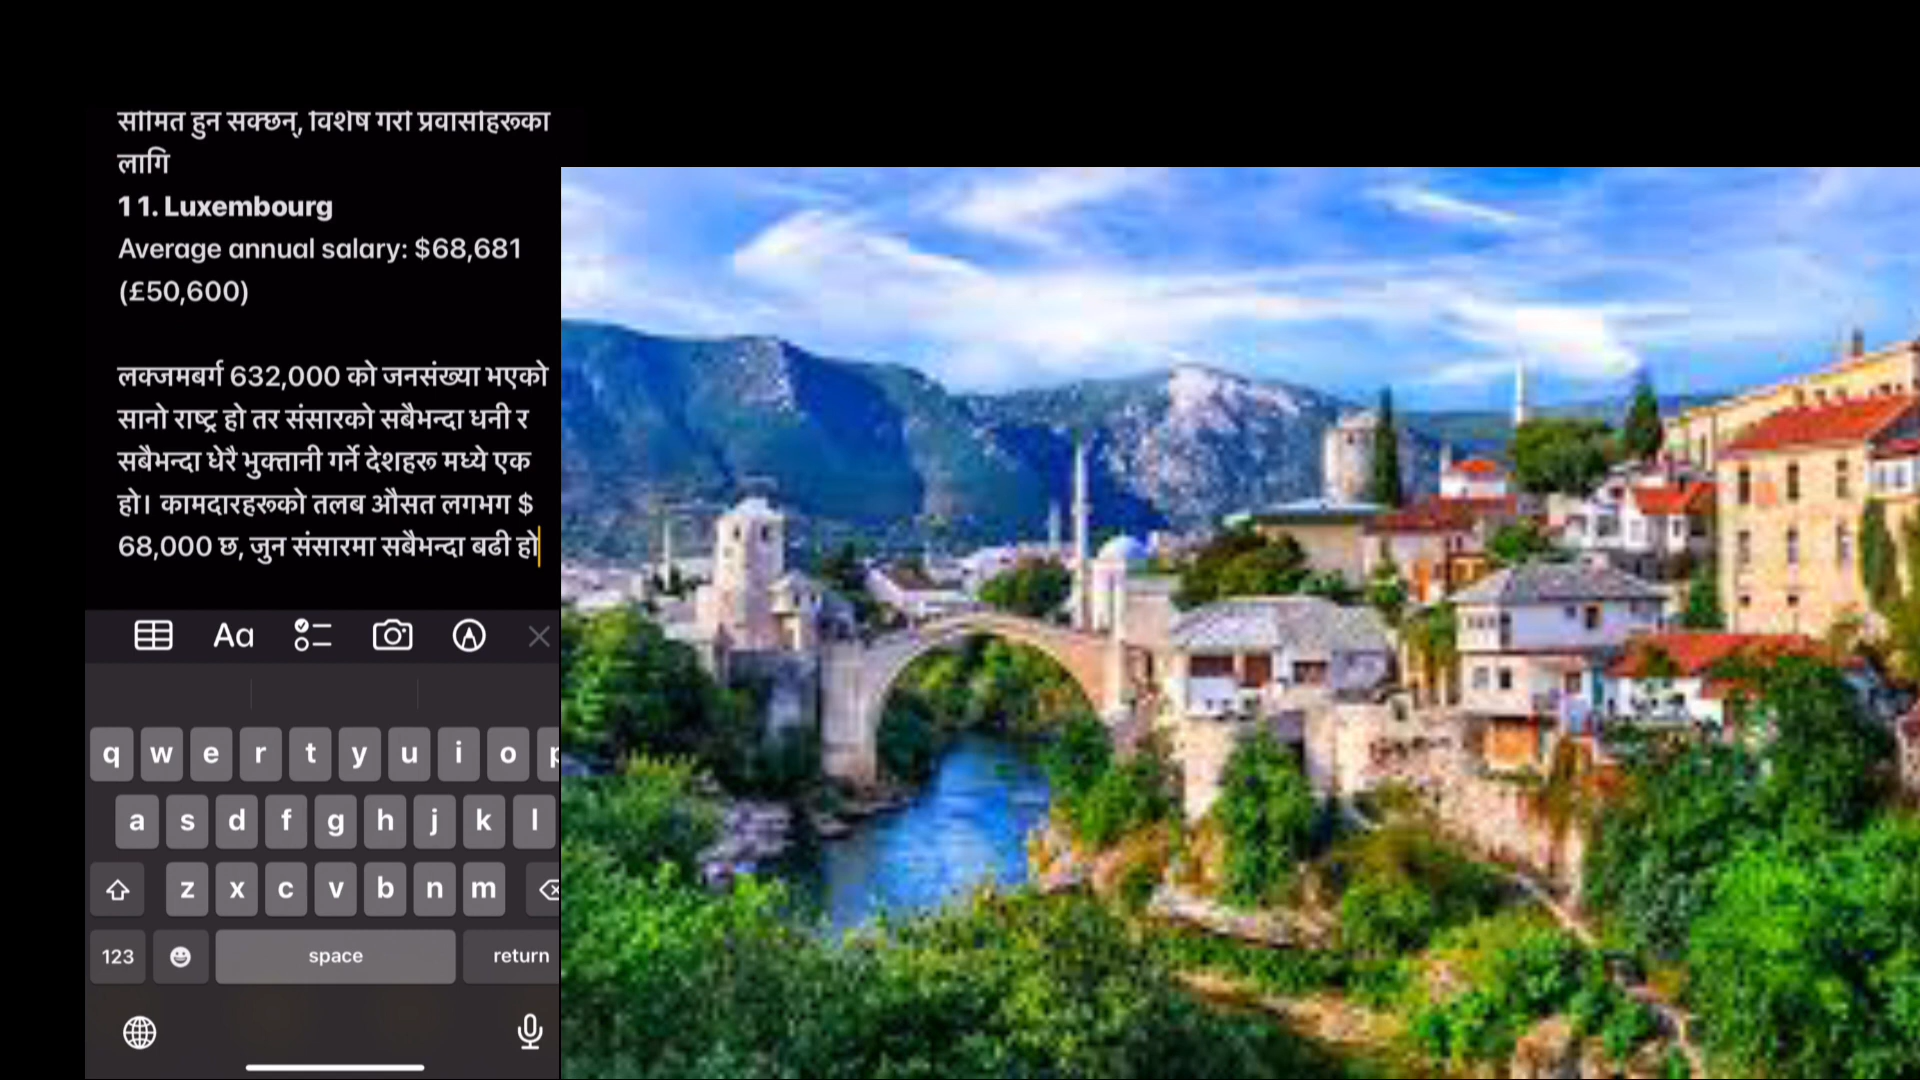 सीमित हुन सक्छन्, विशेष गरी प्रवासीहरूका
लागि
11. Luxembourg
Average annual salary: $68,681
(£50,600)
लक्जमबर्ग 632,000 को जनसंख्या भएको
सानो राष्ट्र हो तर संसारको सबैभन्दा धनी र
सबैभन्दा धेरै भुक्तानी गर्ने देशहरू मध्ये एक
हो। कामदारहरूको तलब औसत लगभग $
68,000 छ, जुन संसारमा सबैभन्दा बढी हो
Aa
q w e r t y u i o p
a s d f g h j k l
z x c v b n m
123 space return